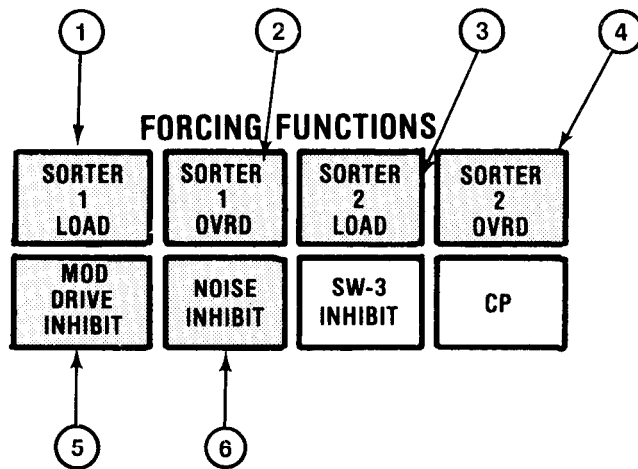 1 2 3 4
FORCING FUNCTIONS
SORTER
1
LOAD
SORTER
1
OVRD
SORTER
2
LOAD
SORTER
2
OVRD
MOD
DRIVE
INHIBIT
NOISE
INHIBIT
SW-3
INHIBIT
CP
5 6